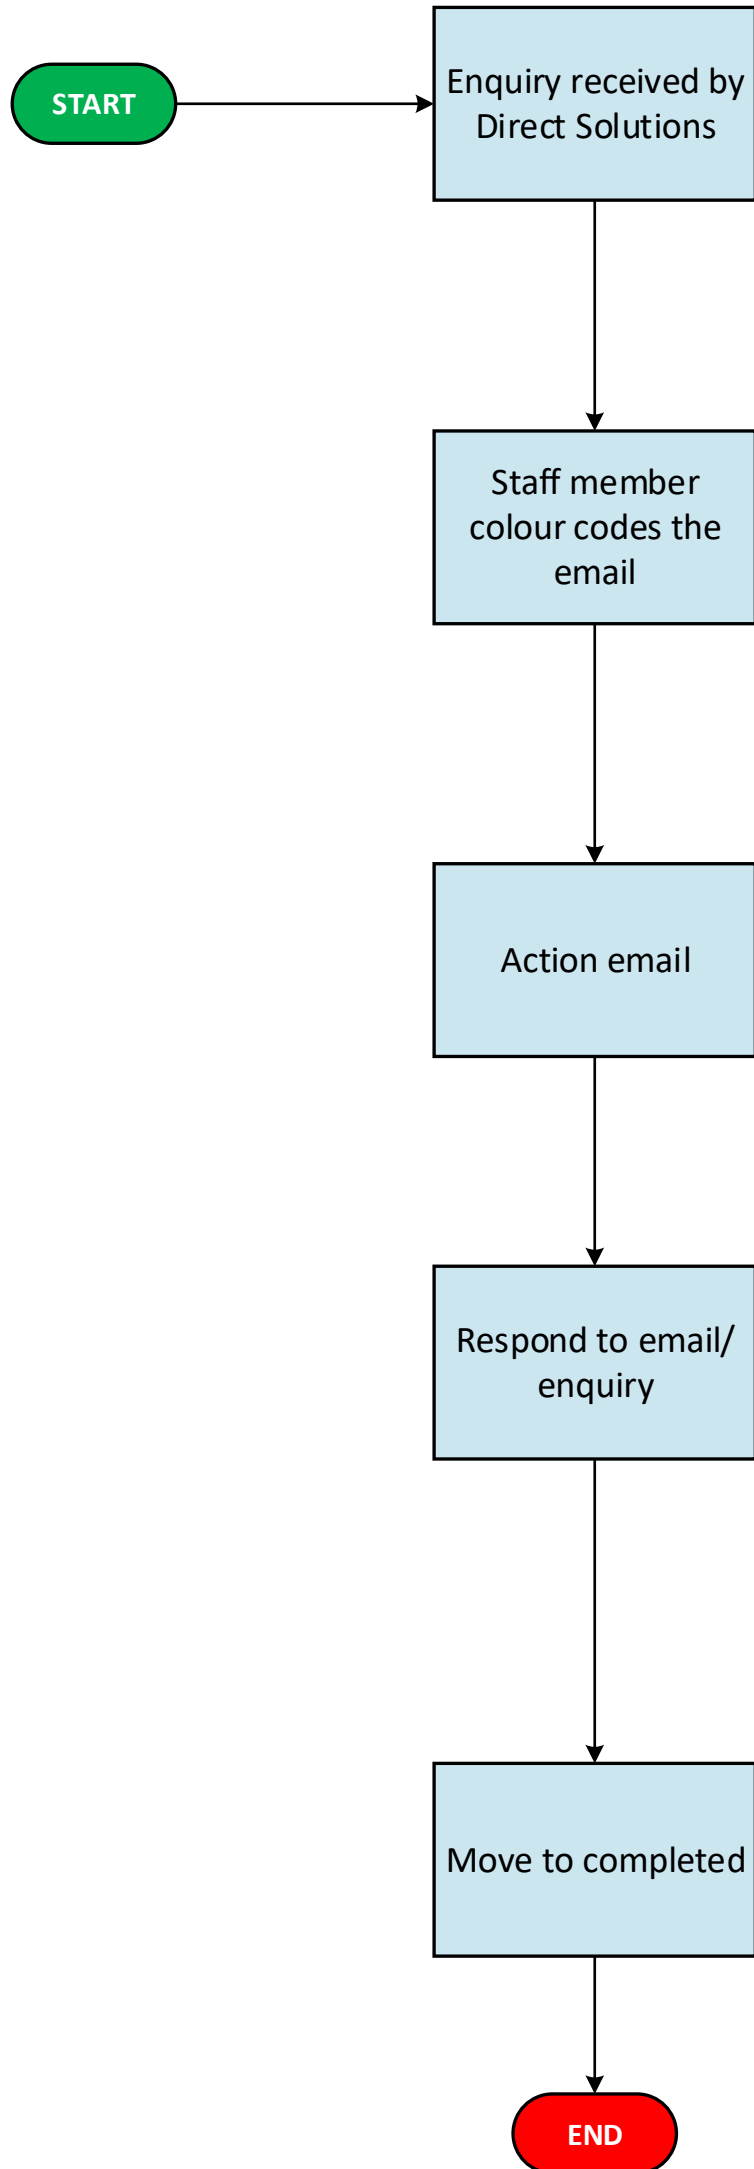 START
Enquiry received by
Direct Solutions
Staff member
colour codes the
email
Action email
Respond to email/
enquiry
Move to completed
END